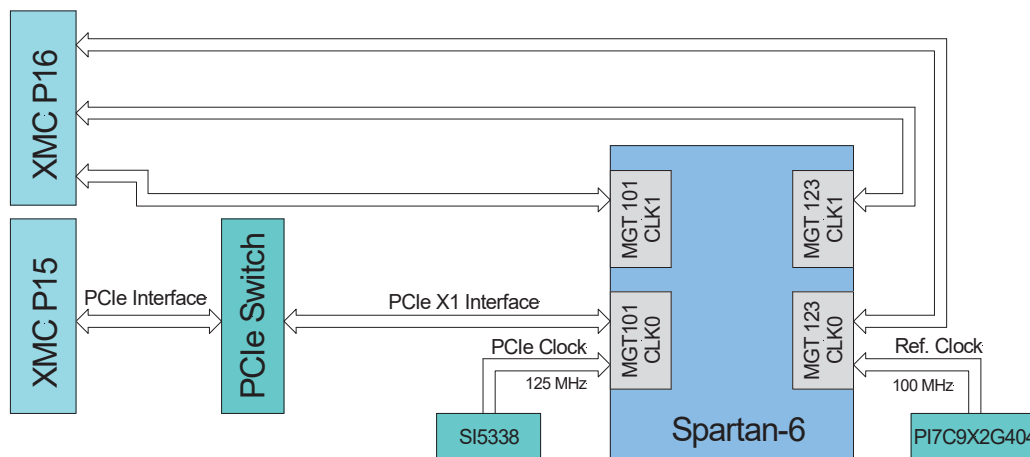 XMC P16
MGT 101
CLK1
MGT 123
CLK1
XMC P15
PCIe Interface
PCIe Switch
PCIe X1 Interface
MGT101
CLK0
MGT 123
CLK0
PCIe Clock
125 MHz
Ref. Clock
100 MHz
SI5338
Spartan-6
PI7C9X2G404